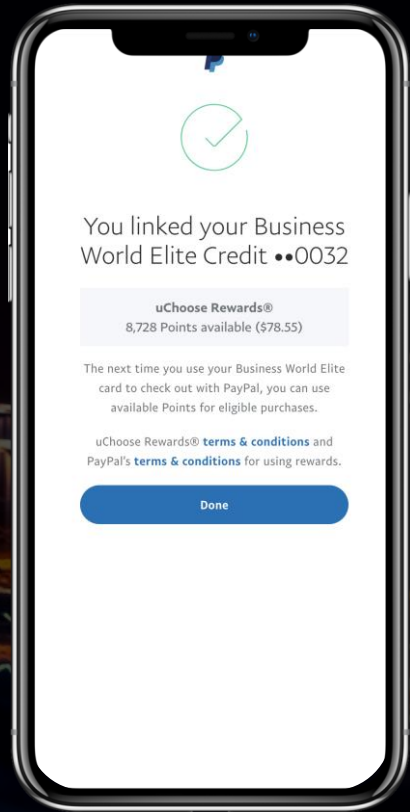 You linked your Business
World Elite Credit ••0032
uChoose Rewards®
8,728 Points available ($78.55)
The next time you use your Business World Elite
card to check out with PayPal, you can use
available Points for eligible purchases.
uChoose Rewards® terms & conditions and
PayPal's terms & conditions for using rewards.
Done